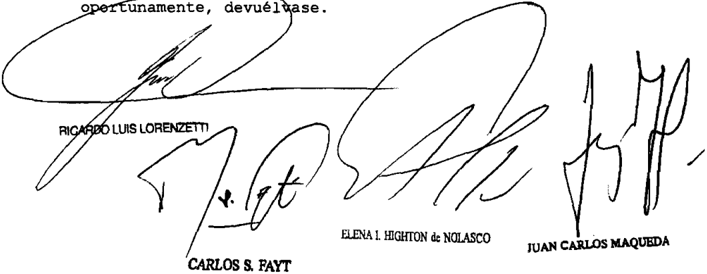 oportunamente, devuélvase.
RICARDO LUIS LORENZETTI
ELENA I. HIGHTON de NOLASCO
JUAN CARLOS MAQUEDA
CARLOS S. FAYT